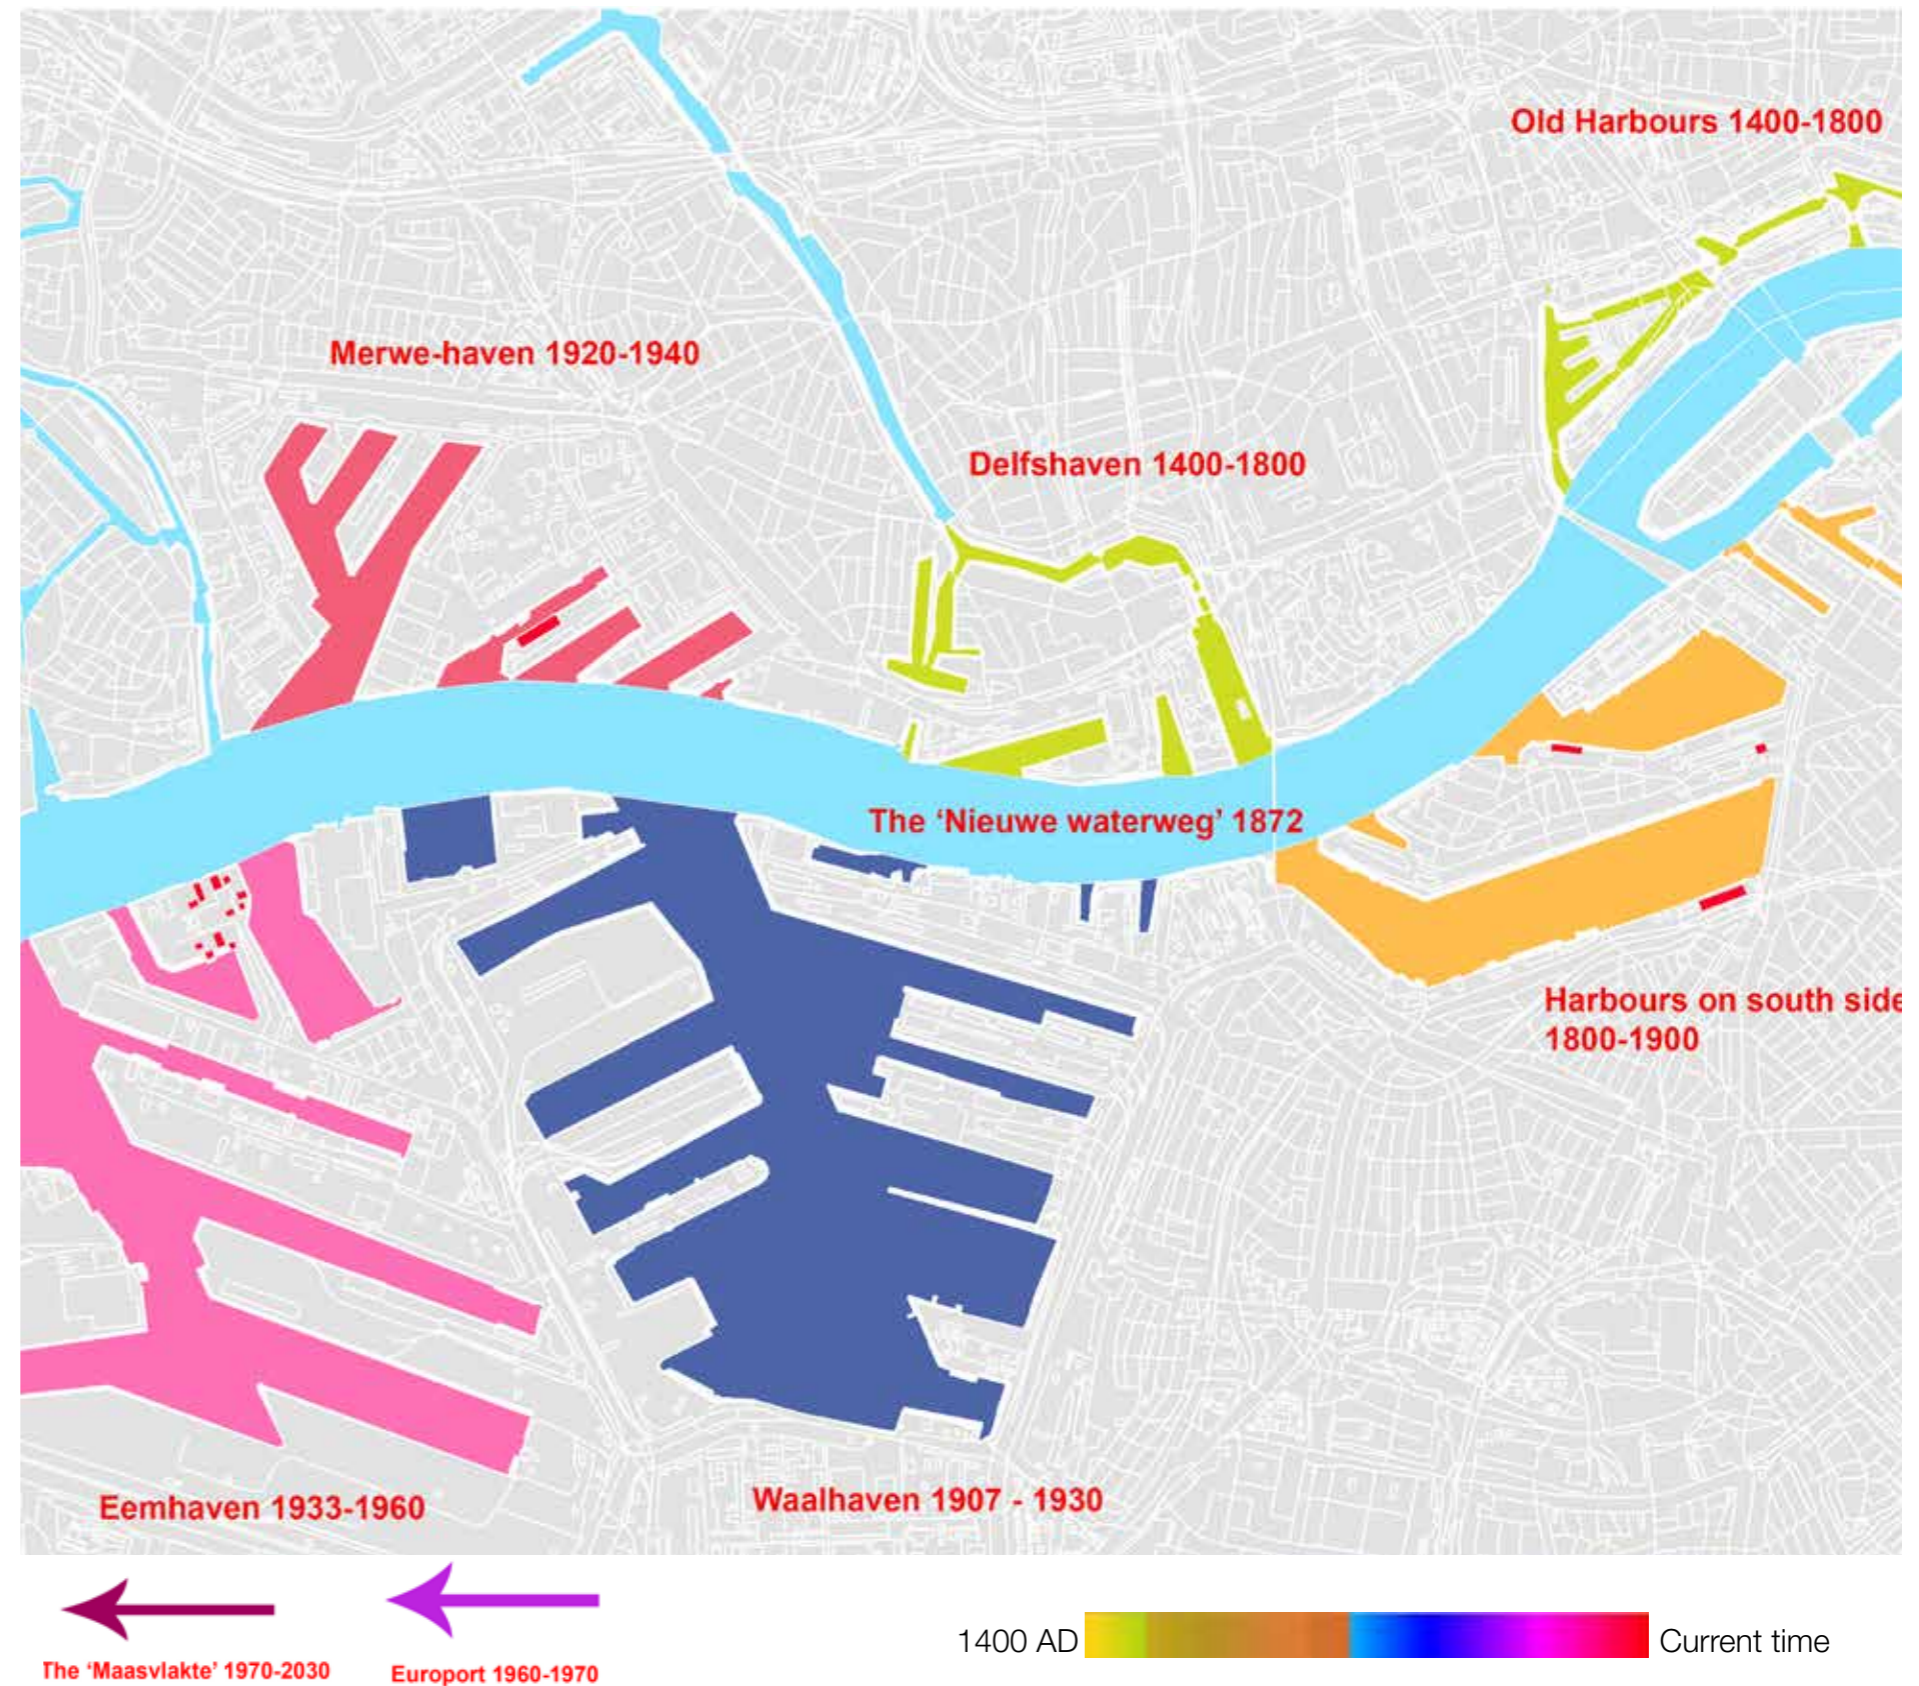 Old Harbours 1400-1800
Merwe-haven 1920-1940
Delfshaven 1400-1800
The ‘Nieuwe waterweg’ 1872
Harbours on south side
1800-1900
Eemhaven 1933-1960
Waalhaven 1907 - 1930
The ‘Maasvlakte’ 1970-2030
Europort 1960-1970
1400 AD
Current time